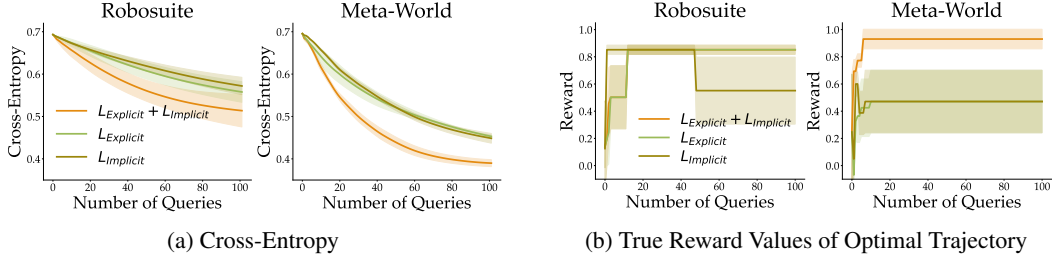 Robosuite
Meta-World
Cross-Entropy
0.7
0.6
0.5
0.4
0 20 40 60 80 100
Number of Queries
L_Explicit + L_Implicit
L_Explicit
L_Implicit
Cross-Entropy
0.7
0.6
0.5
0.4
0 20 40 60 80 100
Number of Queries
(a) Cross-Entropy
Robosuite
Meta-World
Reward
1.0
0.8
0.6
0.4
0.2
0.0
0 20 40 60 80 100
Number of Queries
L_Explicit + L_Implicit
L_Explicit
L_Implicit
Reward
1.0
0.8
0.6
0.4
0.2
0.0
0 20 40 60 80 100
Number of Queries
(b) True Reward Values of Optimal Trajectory